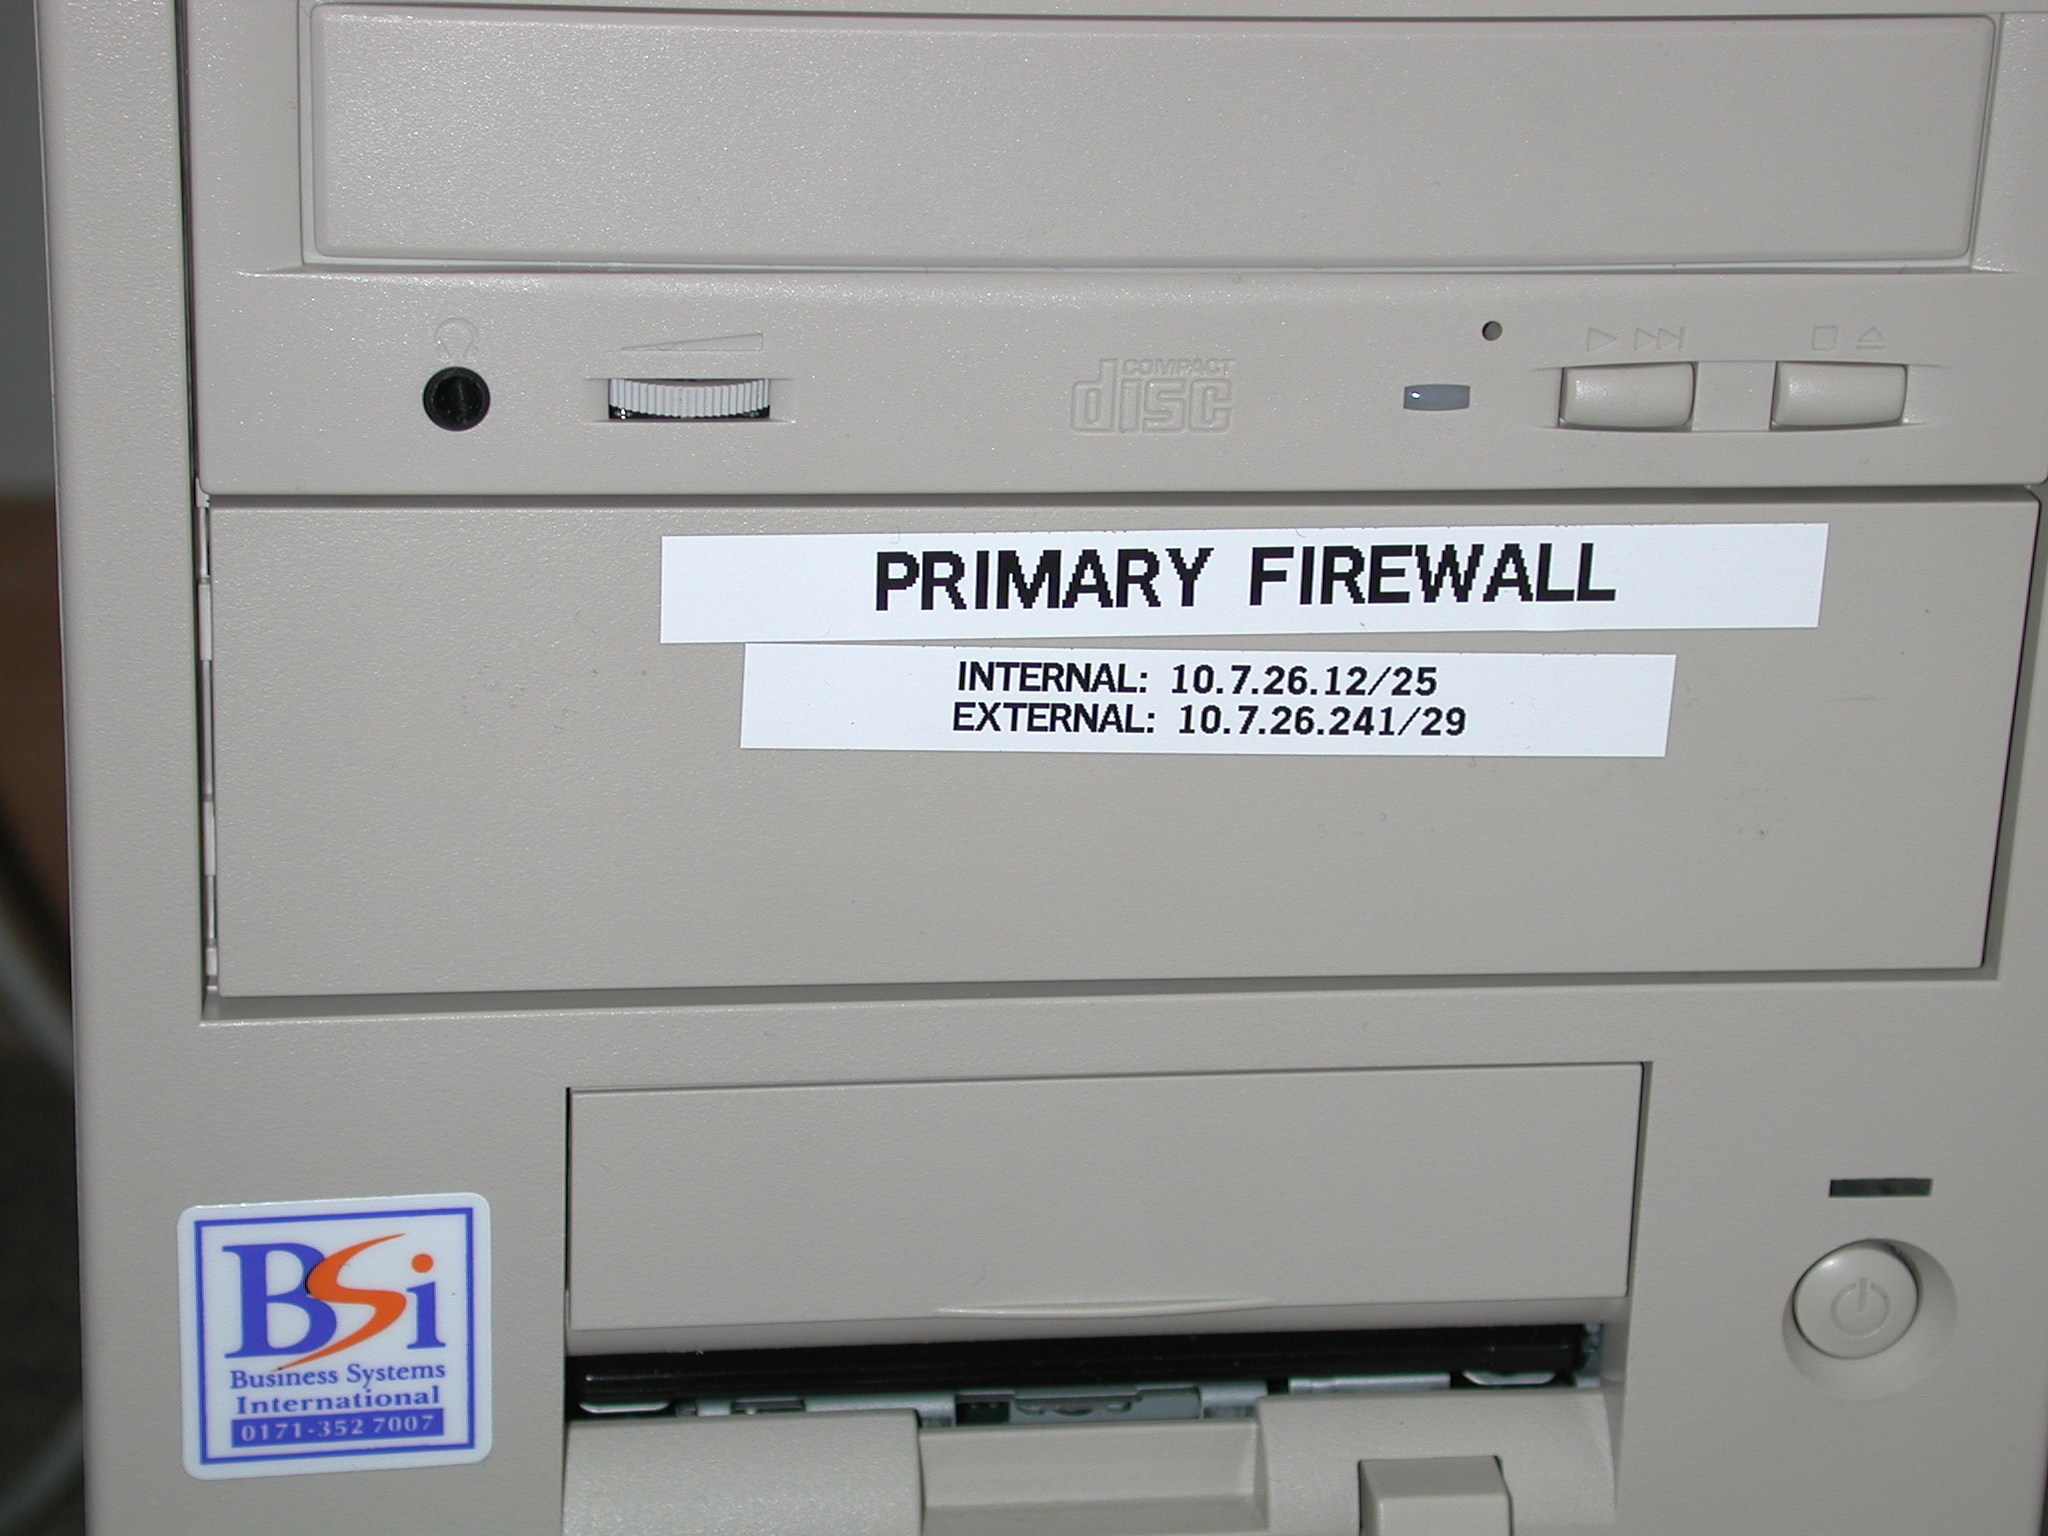 COMPACT
disc
PRIMARY FIREWALL
INTERNAL: 10.7.26.12/25
EXTERNAL: 10.7.26.241/29
BSi
Business Systems
International
0171-352 7007